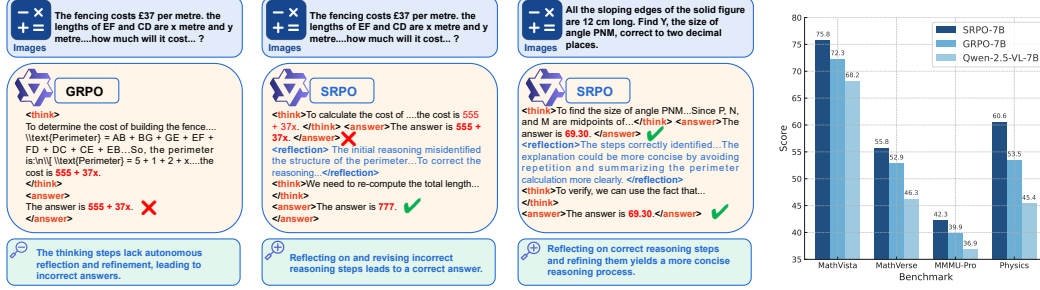 The fencing costs £37 per metre. the
lengths of EF and CD are x metre and y
metre....how much will it cost... ?
Images
GRPO
<think>
To determine the cost of building the fence....
\\text{Perimeter} = AB + BG + GE + EF +
FD + DC + CE + EB...So, the perimeter
is:\n\\[ \\text{Perimeter} = 5 + 1 + 2 + x....the
cost is 555 + 37x.
</think>
<answer>
The answer is 555 + 37x.
</answer>
The thinking steps lack autonomous
reflection and refinement, leading to
incorrect answers.
The fencing costs £37 per metre. the
lengths of EF and CD are x metre and y
metre....how much will it cost... ?
Images
SRPO
<think>To calculate the cost of ....the cost is 555
+ 37x. </think> <answer>The answer is 555 +
37x. </answer>
<reflection> The initial reasoning misidentified
the structure of the perimeter...To correct the
reasoning...</reflection>
<think>We need to re-compute the total length...
</think>
<answer>The answer is 777.
</answer>
Reflecting on and revising incorrect
reasoning steps leads to a correct answer.
All the sloping edges of the solid figure
are 12 cm long. Find Y, the size of
angle PNM, correct to two decimal
places.
Images
SRPO
<think>To find the size of angle PNM...Since P, N,
and M are midpoints of...</think> <answer>The
answer is 69.30. </answer>
<reflection>The steps correctly identified...The
explanation could be more concise by avoiding
repetition and summarizing the perimeter
calculation more clearly. </reflection>
<think>To verify, we can use the fact that...
</think>
<answer>The answer is 69.30.</answer>
Reflecting on correct reasoning steps
and refining them yields a more concise
reasoning process.
80
75
70
65
60
55
50
45
40
35
Score
SRPO-7B
GRPO-7B
Qwen-2.5-VL-7B
75.8
72.3
68.2
55.8
52.9
46.3
42.3
39.9
36.9
60.6
53.5
45.4
MathVista
MathVerse
MMMU-Pro
Physics
Benchmark